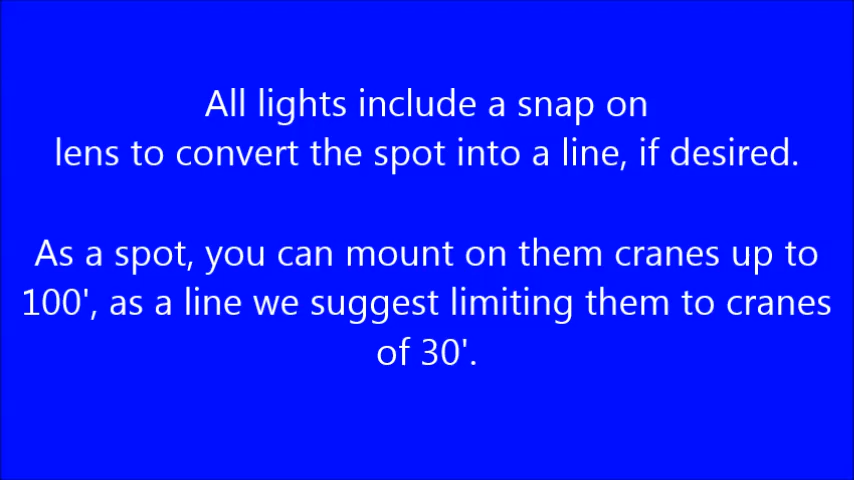 All lights include a snap on
lens to convert the spot into a line, if desired.
As a spot, you can mount on them cranes up to
100', as a line we suggest limiting them to cranes
of 30'.